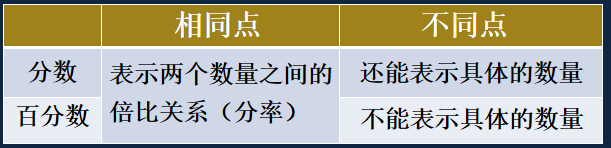 相同点 不同点
分数 表示两个数量之间的 还能表示具体的数量
百分数 倍比关系（分率） 不能表示具体的数量